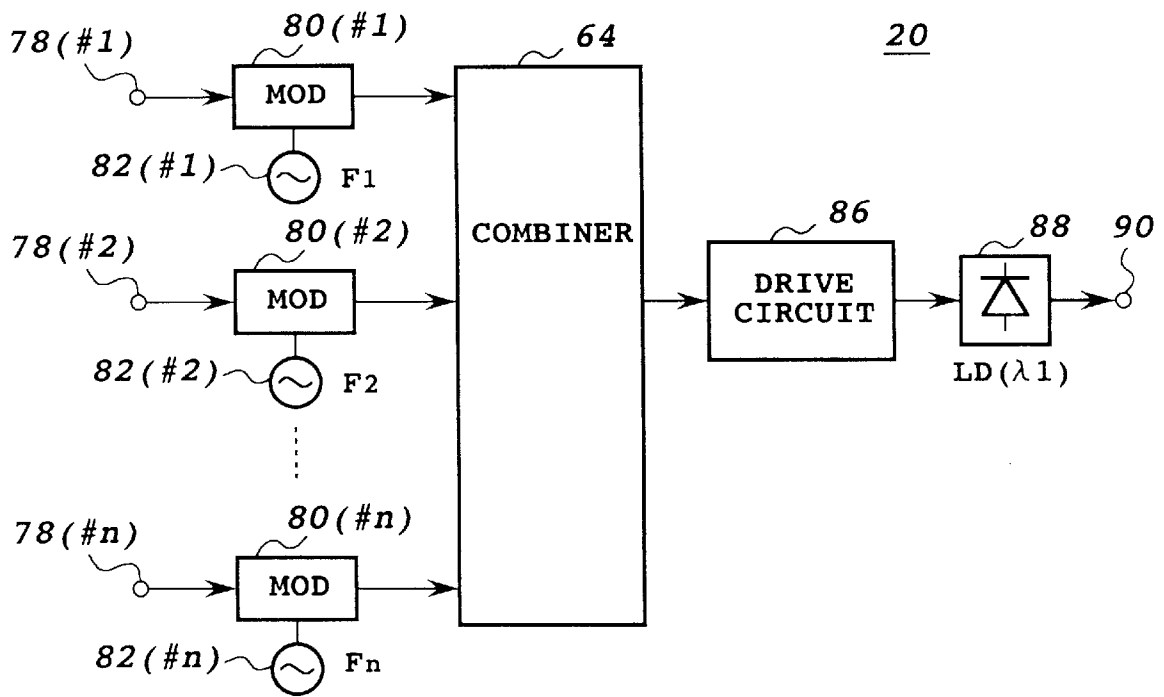 78(#1)
80(#1)
64
20
MOD
82(#1)
F1
78(#2)
80(#2)
COMBINER
86
88
90
MOD
DRIVE
CIRCUIT
82(#2)
F2
LD(λ1)
78(#n)
80(#n)
MOD
82(#n)
Fn